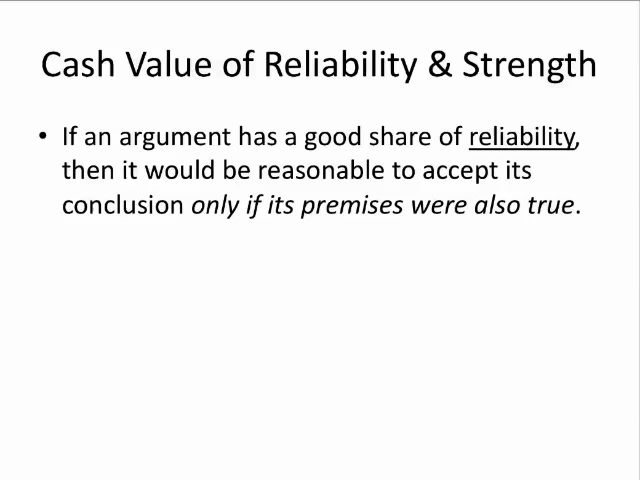 Cash Value of Reliability & Strength
• If an argument has a good share of reliability,
then it would be reasonable to accept its
conclusion only if its premises were also true.